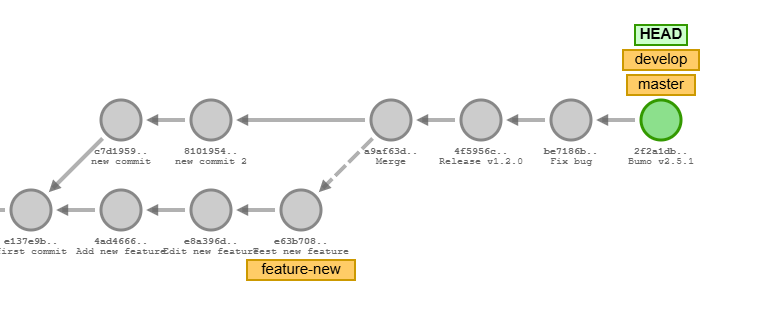 HEAD
develop
master
c7d1959..
new commit
8101954..
new commit 2
a9af63d..
Merge
4f5956c..
Release v1.2.0
be7186b..
Fix bug
2f2a1db..
Bumo v2.5.1
e137e9b..
irst commit
4ad4666..
Add new feature
e8a396d..
Edit new feature
e63b708..
Test new feature
feature-new